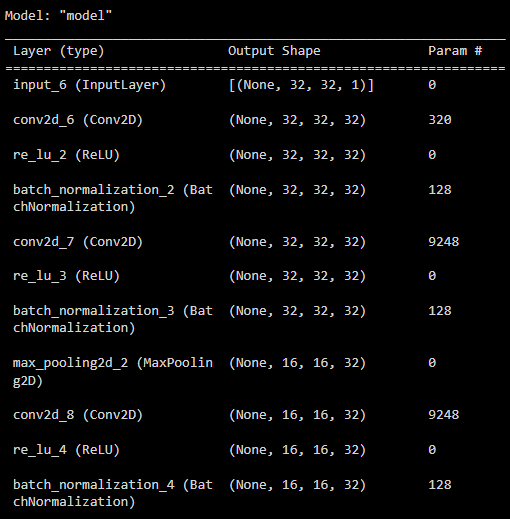 Model: "model"
_________________________________________________________________
Layer (type) Output Shape Param #
=================================================================
input_6 (InputLayer) [(None, 32, 32, 1)] 0
conv2d_6 (Conv2D) (None, 32, 32, 32) 320
re_lu_2 (ReLU) (None, 32, 32, 32) 0
batch_normalization_2 (Bat (None, 32, 32, 32) 128
chNormalization)
conv2d_7 (Conv2D) (None, 32, 32, 32) 9248
re_lu_3 (ReLU) (None, 32, 32, 32) 0
batch_normalization_3 (Bat (None, 32, 32, 32) 128
chNormalization)
max_pooling2d_2 (MaxPoolin (None, 16, 16, 32) 0
g2D)
conv2d_8 (Conv2D) (None, 16, 16, 32) 9248
re_lu_4 (ReLU) (None, 16, 16, 32) 0
batch_normalization_4 (Bat (None, 16, 16, 32) 128
chNormalization)